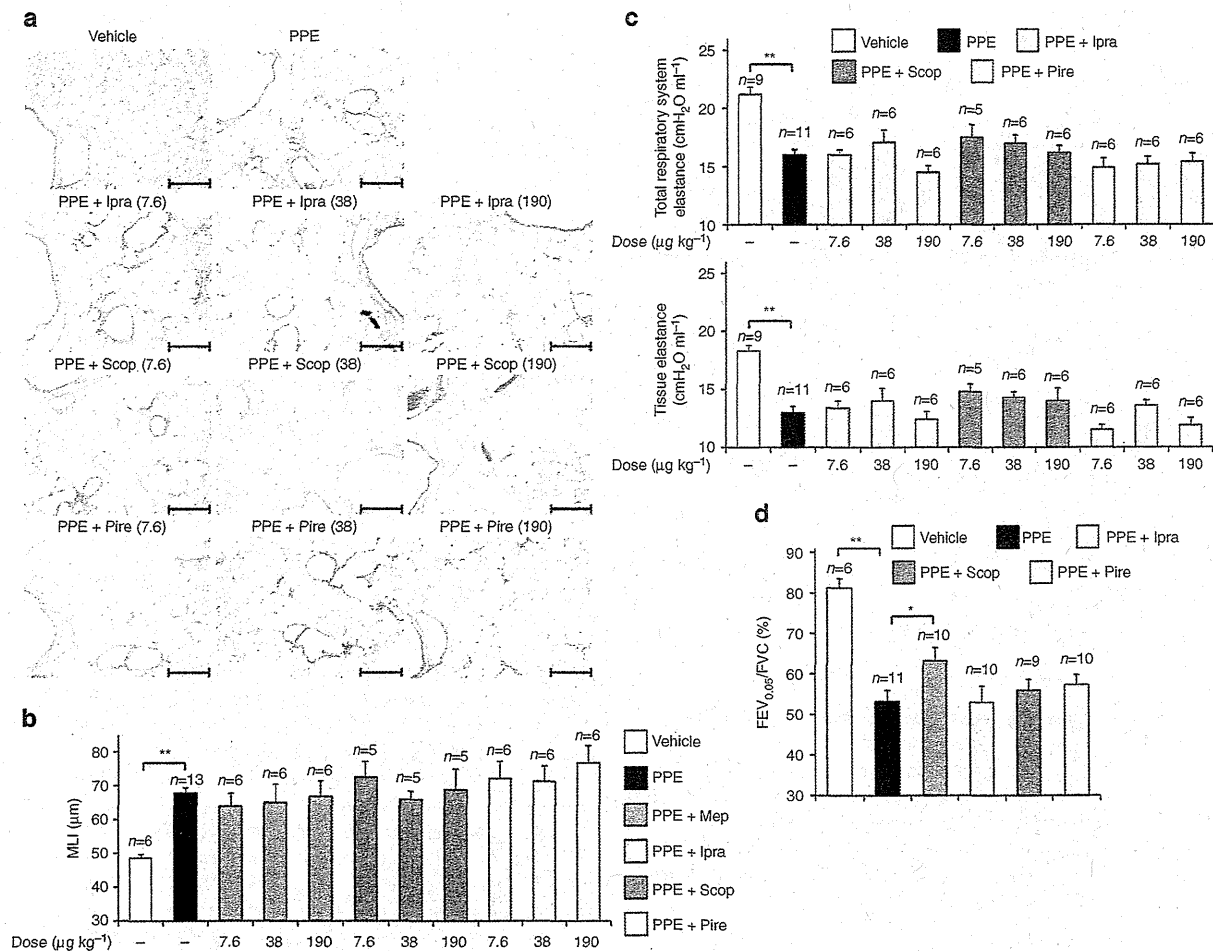 a
Vehicle
PPE
PPE + Ipra (7.6)
PPE + Ipra (38)
PPE + Ipra (190)
PPE + Scop (7.6)
PPE + Scop (38)
PPE + Scop (190)
PPE + Pire (7.6)
PPE + Pire (38)
PPE + Pire (190)
b
MLI (μm)
80
70
60
50
40
30
**
n=6
n=13
n=6
n=6
n=6
n=5
n=5
n=5
n=6
n=6
n=6
Dose (μg kg⁻¹) – – 7.6 38 190 7.6 38 190 7.6 38 190
Vehicle
PPE
PPE + Mep
PPE + Ipra
PPE + Scop
PPE + Pire
c
Vehicle
PPE
PPE + Ipra
PPE + Scop
PPE + Pire
Total respiratory system
elastance (cmH₂O ml⁻¹)
25
20
15
10
**
n=9
n=11
n=6
n=6
n=6
n=5
n=6
n=6
n=6
n=6
n=6
Dose (μg kg⁻¹) – – 7.6 38 190 7.6 38 190 7.6 38 190
Tissue elastance
(cmH₂O ml⁻¹)
25
20
15
10
**
n=9
n=11
n=6
n=6
n=6
n=5
n=6
n=6
n=6
n=6
n=6
Dose (μg kg⁻¹) – – 7.6 38 190 7.6 38 190 7.6 38 190
d
Vehicle
PPE
PPE + Ipra
PPE + Scop
PPE + Pire
FEV₀.₀₅/FVC (%)
90
80
70
60
50
40
30
**
*
n=6
n=11
n=10
n=10
n=9
n=10